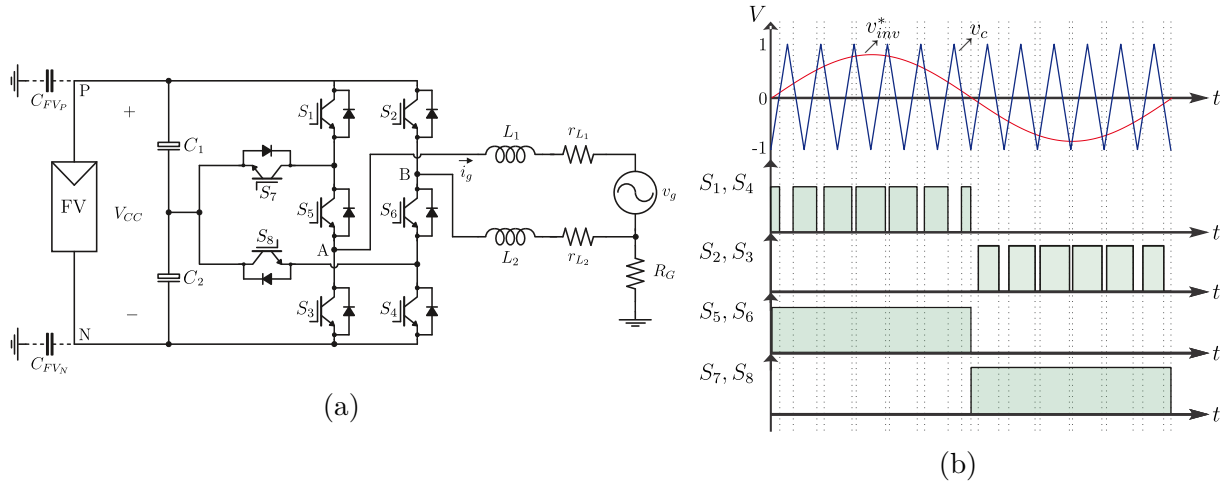 C_{FV_P}
P
+
C_1
FV
V_{CC}
C_2
−
N
C_{FV_N}
S_1
S_2
S_7
S_5
S_6
S_8
A
B
S_3
S_4
i_g
L_1
r_{L_1}
v_g
L_2
r_{L_2}
R_G
(a)
V
1
0
-1
v^*_{inv}
v_c
t
S_1, S_4
t
S_2, S_3
t
S_5, S_6
t
S_7, S_8
t
(b)